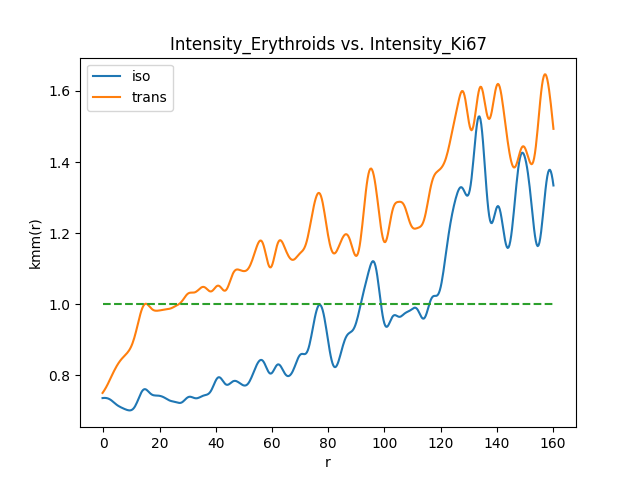 Intensity_Erythroids vs. Intensity_Ki67
iso
trans
kmm(r)
1.6
1.4
1.2
1.0
0.8
0 20 40 60 80 100 120 140 160
r